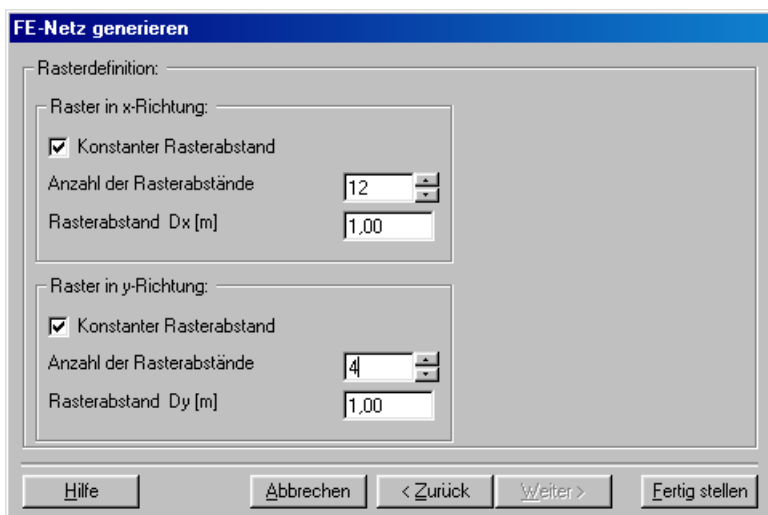 FE-Netz generieren
Rasterdefinition:
Raster in x-Richtung:
Konstanter Rasterabstand
Anzahl der Rasterabstände 12
Rasterabstand Dx [m] 1,00
Raster in y-Richtung:
Konstanter Rasterabstand
Anzahl der Rasterabstände 4
Rasterabstand Dy [m] 1,00
Hilfe Abbrechen < Zurück Weiter > Fertig stellen